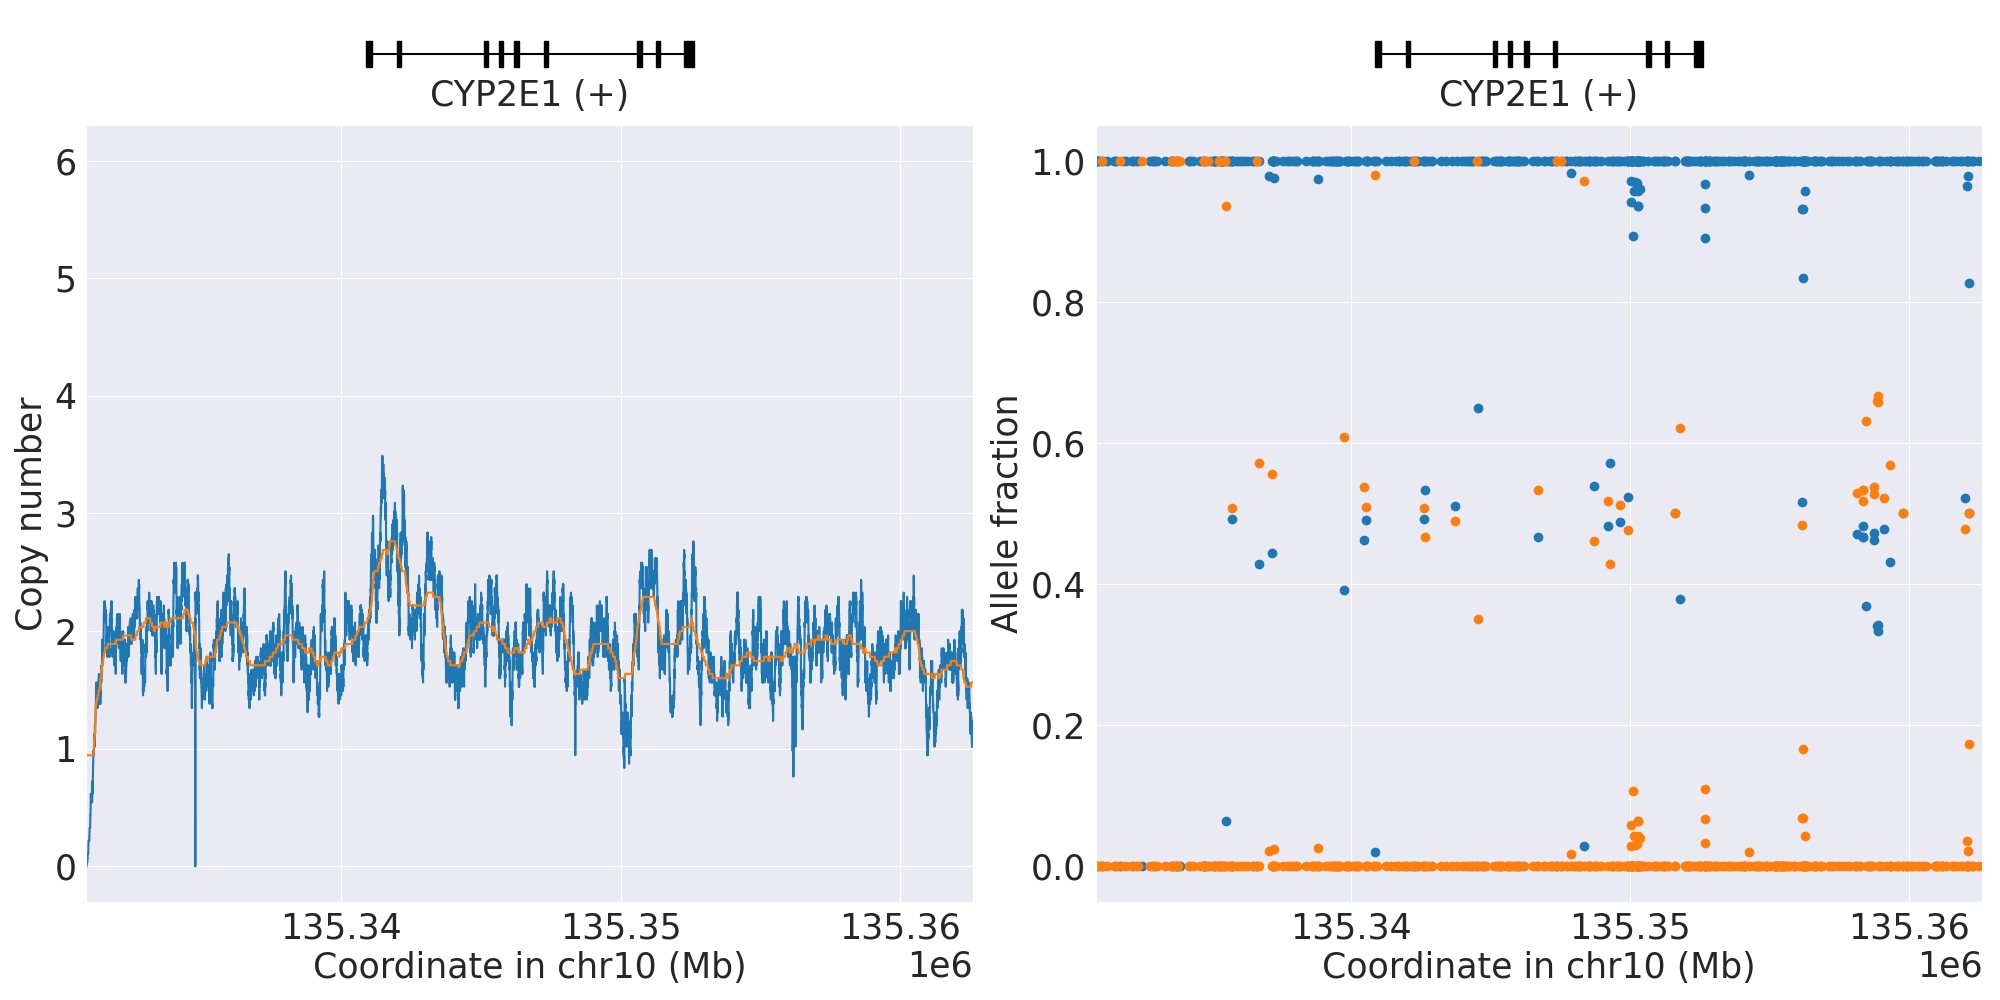 CYP2E1 (+)
CYP2E1 (+)
Copy number
6
5
4
3
2
1
0
135.34
135.35
135.36
Coordinate in chr10 (Mb)
1e6
Allele fraction
1.0
0.8
0.6
0.4
0.2
0.0
135.34
135.35
135.36
Coordinate in chr10 (Mb)
1e6